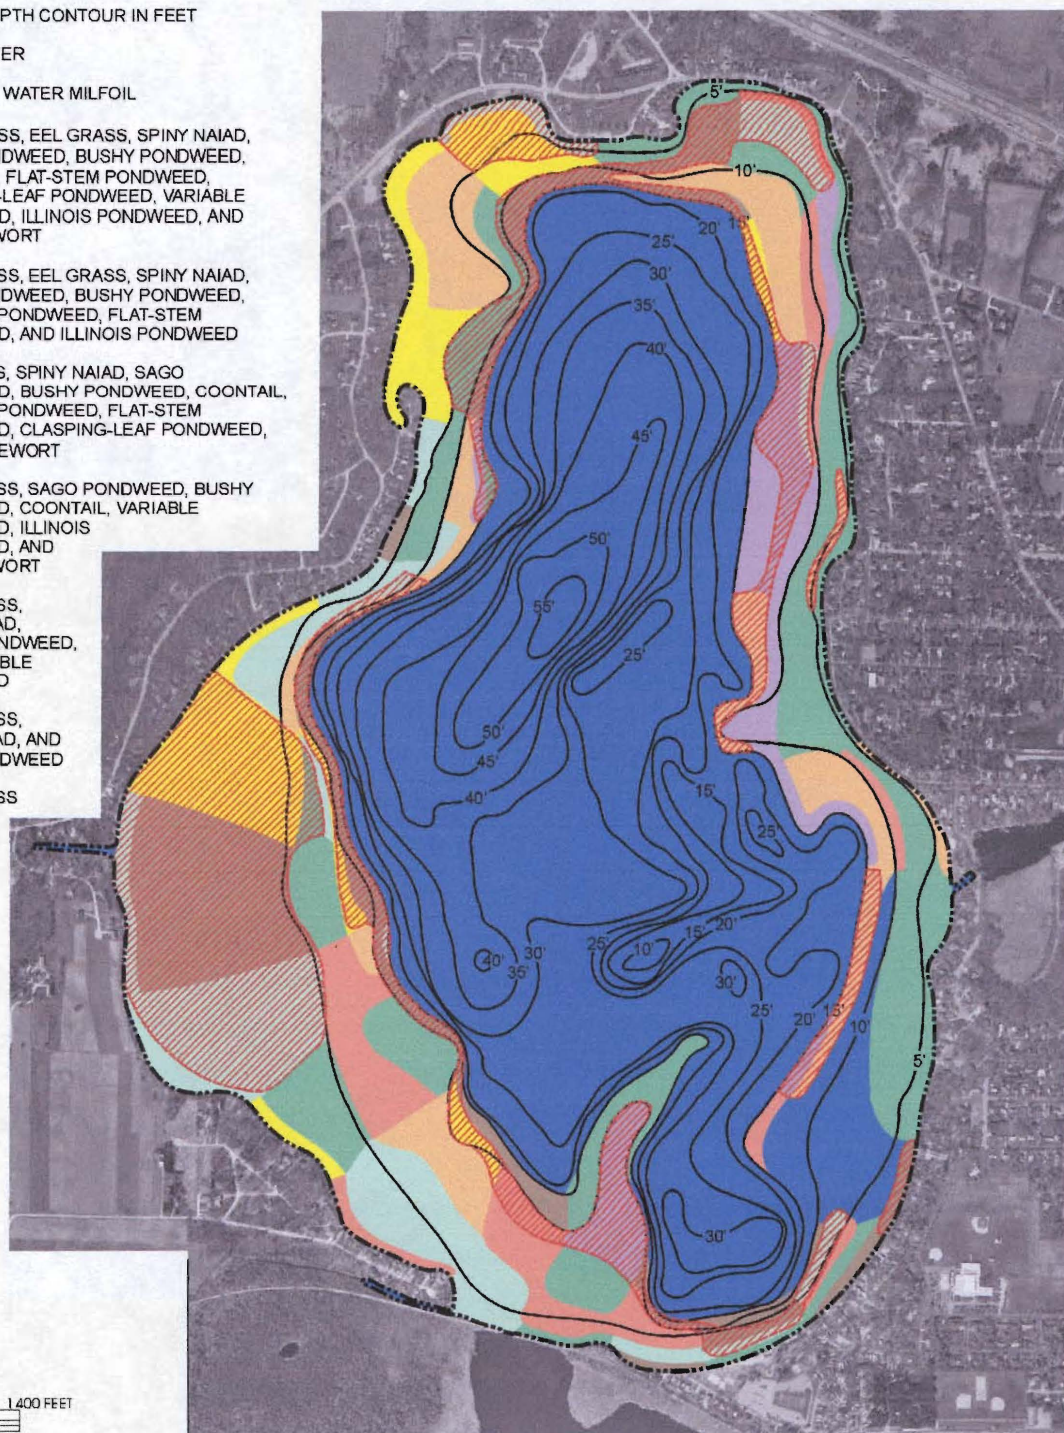 PTH CONTOUR IN FEET
ER
WATER MILFOIL
SS, EEL GRASS, SPINY NAIAD,
NDWEED, BUSHY PONDWEED,
FLAT-STEM PONDWEED,
-LEAF PONDWEED, VARIABLE
D, ILLINOIS PONDWEED, AND
WORT
SS, EEL GRASS, SPINY NAIAD,
NDWEED, BUSHY PONDWEED,
PONDWEED, FLAT-STEM
D, AND ILLINOIS PONDWEED
S, SPINY NAIAD, SAGO
D, BUSHY PONDWEED, COONTAIL,
PONDWEED, FLAT-STEM
D, CLASPING-LEAF PONDWEED,
EWORT
SS, SAGO PONDWEED, BUSHY
D, COONTAIL, VARIABLE
D, ILLINOIS
D, AND
WORT
SS,
AD,
NDWEED,
BLE
D
SS,
AD, AND
DWEED
SS
5'
10'
15'
20'
25'
30'
35'
40'
45'
50'
55'
25'
50'
45'
40'
15'
25'
20'
15'
10'
25'
30'
35'
40'
30'
25'
20'
15'
10'
5'
30'
1400 FEET